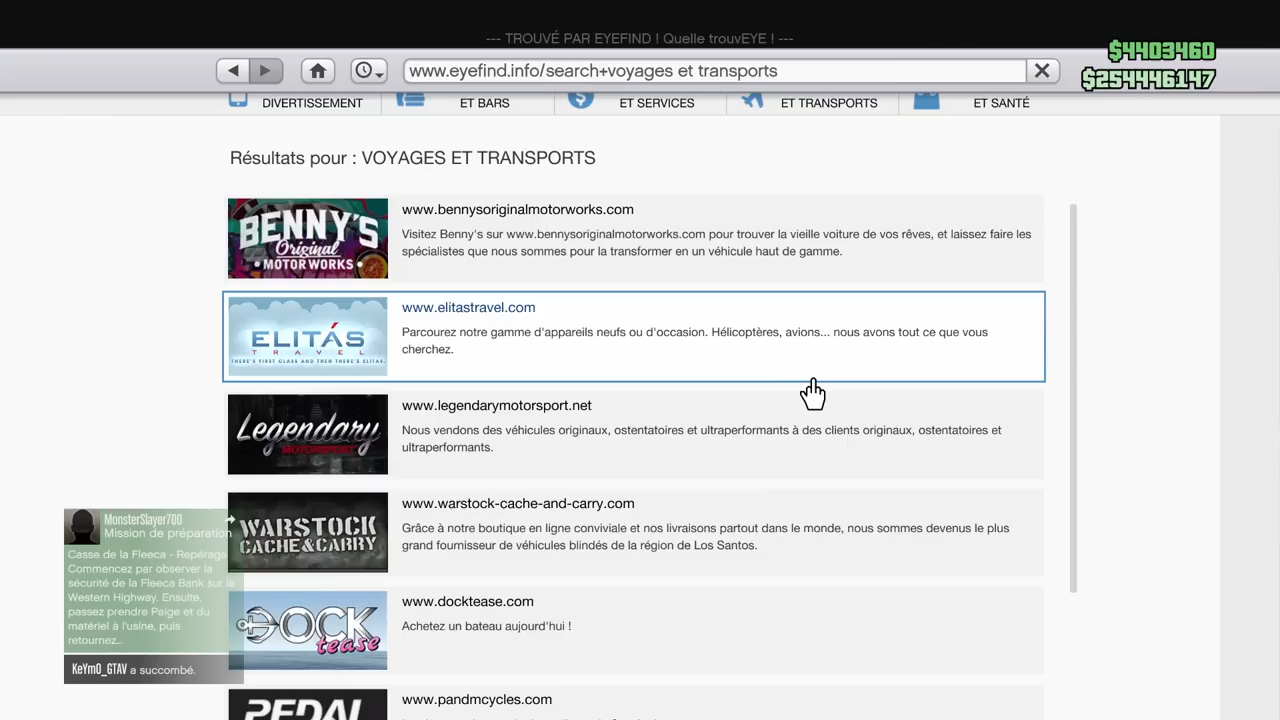 --- TROUVÉ PAR EYEFIND ! Quelle trouvEYE ! ---
$4403460
$254446147
www.eyefind.info/search+voyages et transports
DIVERTISSEMENT
ET BARS
ET SERVICES
ET TRANSPORTS
ET SANTÉ
Résultats pour : VOYAGES ET TRANSPORTS
BENNY'S
Original
MOTOR WORKS
www.bennysoriginalmotorworks.com
Visitez Benny's sur www.bennysoriginalmotorworks.com pour trouver la vieille voiture de vos rêves, et laissez faire les
spécialistes que nous sommes pour la transformer en un véhicule haut de gamme.
ELITÁS
TRAVEL
THERE'S FIRST CLASS AND THEN THERE'S ELITAS.
www.elitastravel.com
Parcourez notre gamme d'appareils neufs ou d'occasion. Hélicoptères, avions... nous avons tout ce que vous
cherchez.
Legendary
MOTORSPORT
www.legendarymotorsport.net
Nous vendons des véhicules originaux, ostentatoires et ultraperformants à des clients originaux, ostentatoires et
ultraperformants.
WARSTOCK
CACHE&CARRY
www.warstock-cache-and-carry.com
Grâce à notre boutique en ligne conviviale et nos livraisons partout dans le monde, nous sommes devenus le plus
grand fournisseur de véhicules blindés de la région de Los Santos.
DOCK
tease
www.docktease.com
Achetez un bateau aujourd'hui !
PEDAL
www.pandmcycles.com
MonsterSlayer700
Mission de préparation
Casse de la Fleeca - Repérage
Commencez par observer la
sécurité de la Fleeca Bank sur la
Western Highway. Ensuite,
passez prendre Paige et du
matériel à l'usine, puis
retournez...
KeYmO_GTAV a succombé.